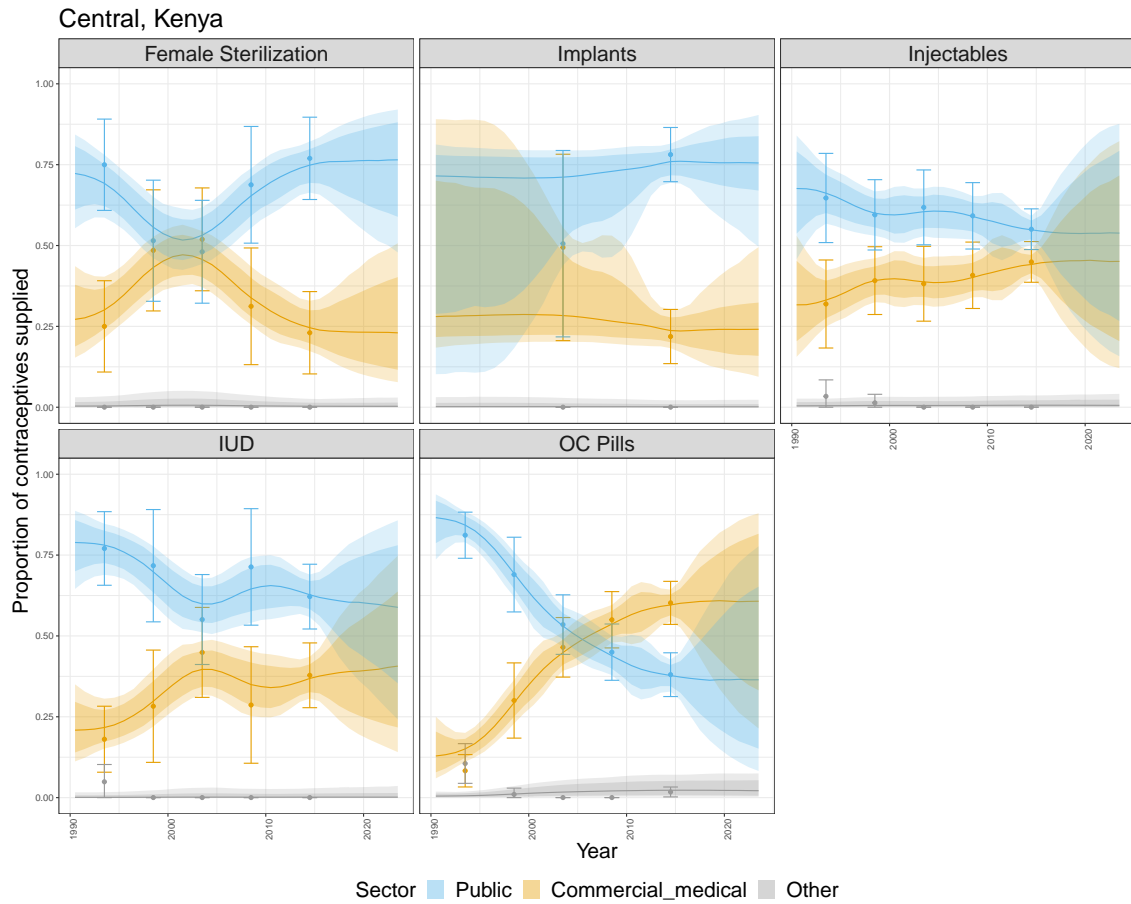 Central, Kenya
Female Sterilization Implants Injectables
1.00
0.75
0.50
0.25
0.00
1990 2000 2010 2020
IUD OC Pills
1.00
0.75
0.50
0.25
0.00
1990 2000 2010 2020 1990 2000 2010 2020
Proportion of contraceptives supplied
Year
Sector Public Commercial_medical Other